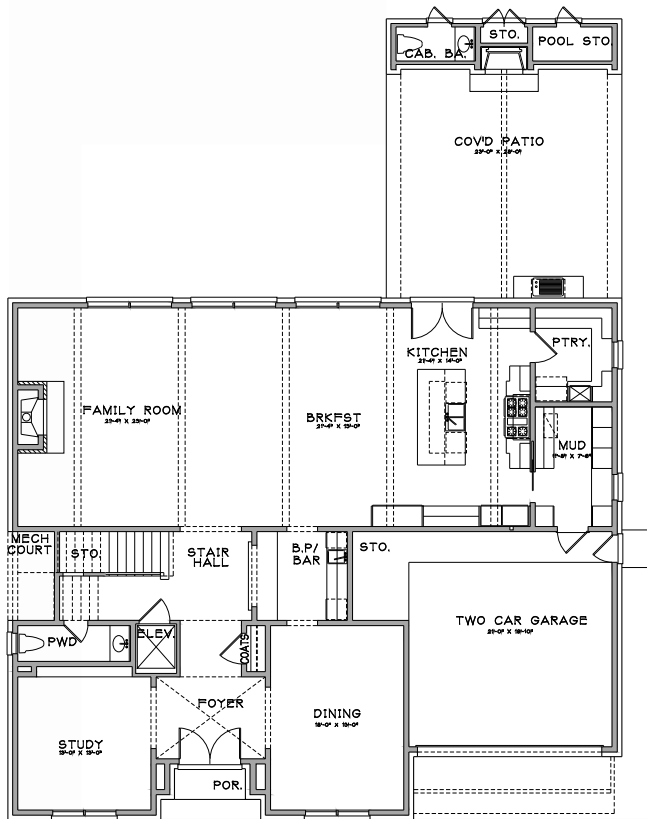 STO.
CAB. BA.
POOL STO.
COV'D PATIO
KITCHEN
PTRY.
FAMILY ROOM
BRKFST
MUD
MECH
COURT
STO.
STAIR
HALL
B.P/
BAR
STO.
PWD
ELEV.
COATS
TWO CAR GARAGE
FOYER
DINING
STUDY
POR.